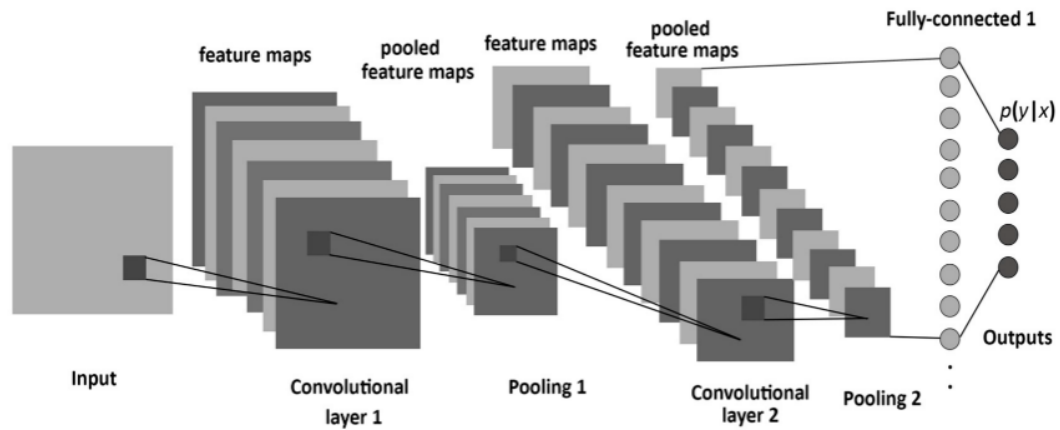 feature maps
pooled
feature maps
feature maps
pooled
feature maps
Fully-connected 1
p(y|x)
Input
Convolutional
layer 1
Pooling 1
Convolutional
layer 2
Pooling 2
Outputs